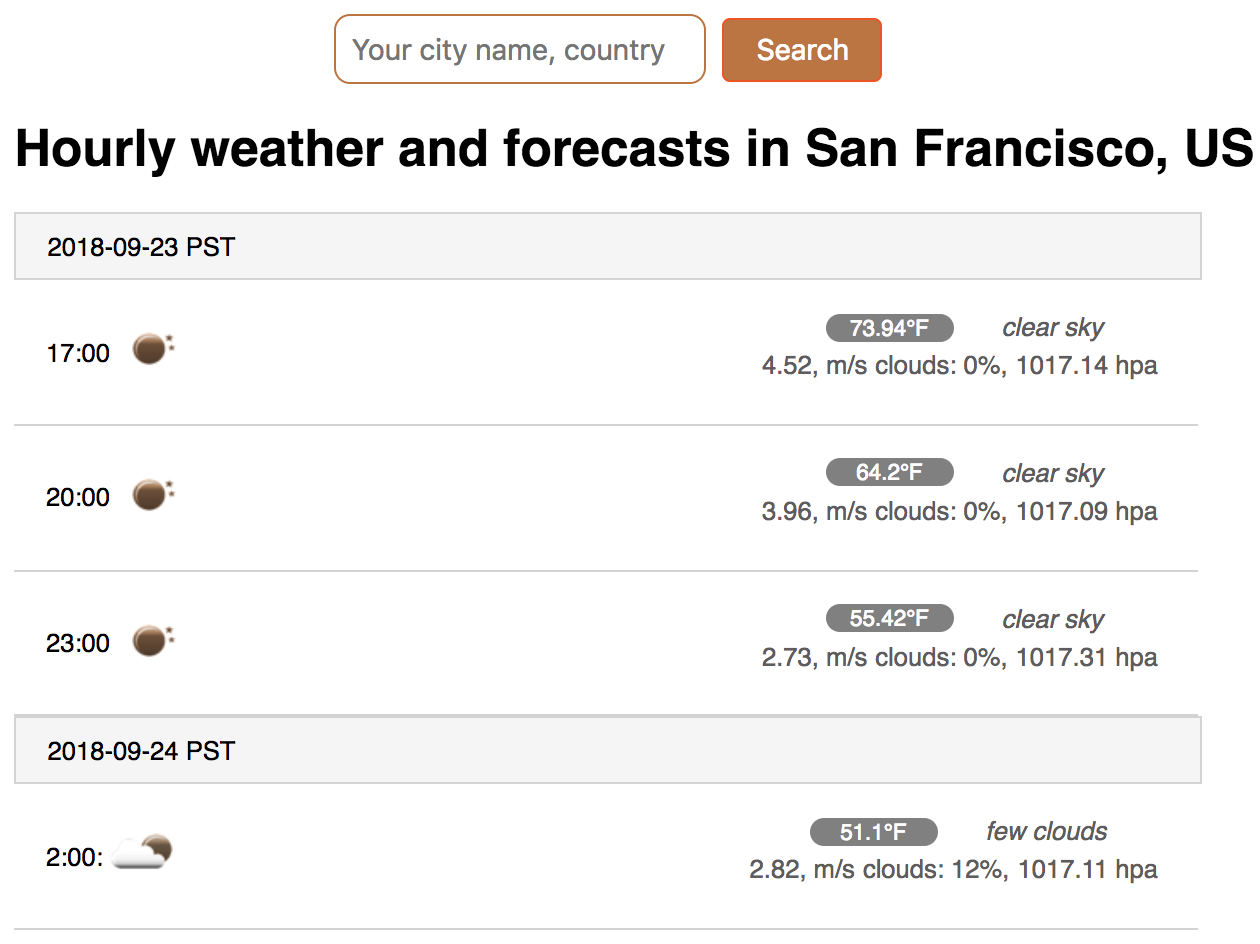 Your city name, country Search
Hourly weather and forecasts in San Francisco, US
2018-09-23 PST
17:00 73.94°F clear sky
4.52, m/s clouds: 0%, 1017.14 hpa
20:00 64.2°F clear sky
3.96, m/s clouds: 0%, 1017.09 hpa
23:00 55.42°F clear sky
2.73, m/s clouds: 0%, 1017.31 hpa
2018-09-24 PST
2:00: 51.1°F few clouds
2.82, m/s clouds: 12%, 1017.11 hpa